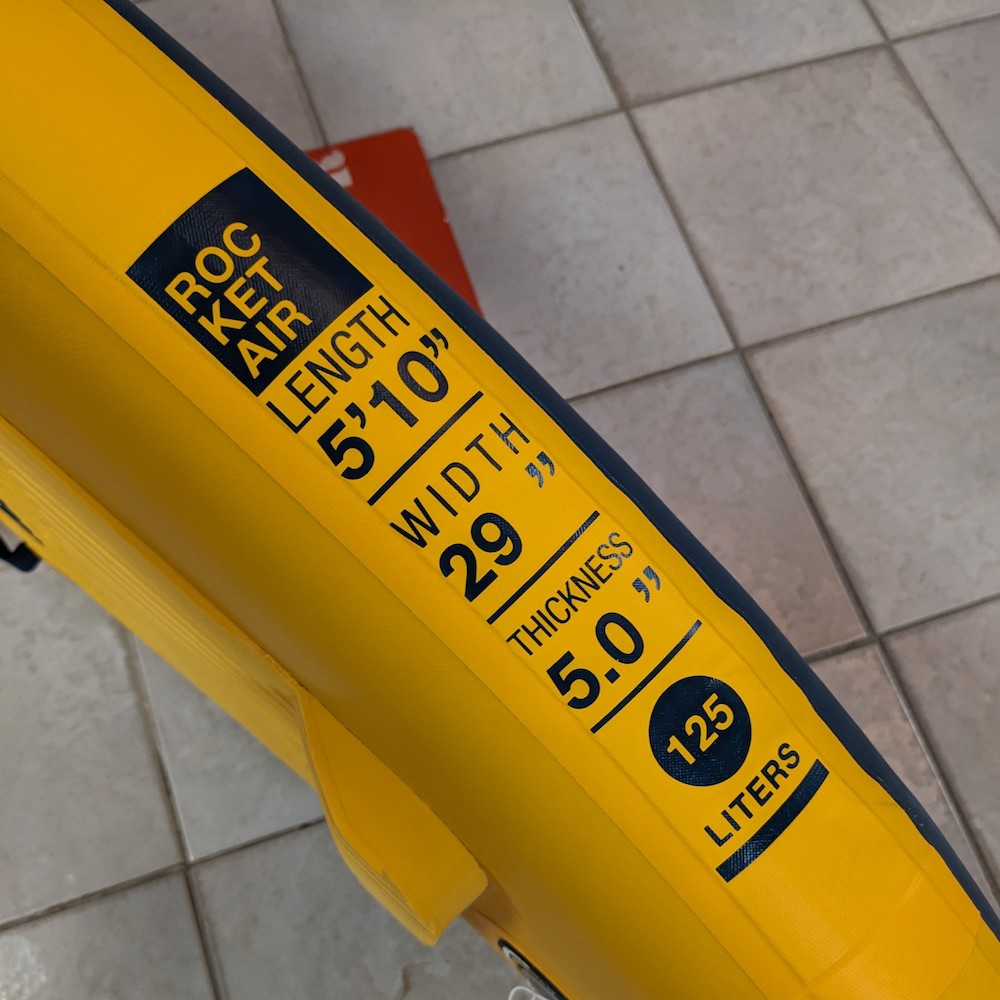 ROC
KET
AIR
LENGTH
5’10”
WIDTH
29 ”
THICKNESS
5.0 ”
125
LITERS